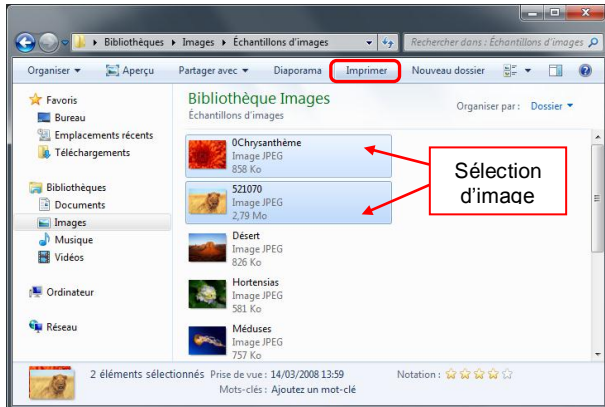 Bibliothèques ▸ Images ▸ Échantillons d'images
Rechercher dans : Échantillons d'images
Organiser ▼ Aperçu Partager avec ▼ Diaporama Imprimer Nouveau dossier
Favoris
Bureau
Emplacements récents
Téléchargements
Bibliothèques
Documents
Images
Musique
Vidéos
Ordinateur
Réseau
Bibliothèque Images
Échantillons d'images
Organiser par : Dossier ▼
0Chrysanthème
Image JPEG
858 Ko
521070
Image JPEG
2,79 Mo
Désert
Image JPEG
826 Ko
Hortensias
Image JPEG
581 Ko
Méduses
Image JPEG
757 Ko
Sélection
d'image
2 éléments sélectionnés Prise de vue : 14/03/2008 13:59 Notation :
Mots-clés : Ajoutez un mot-clé